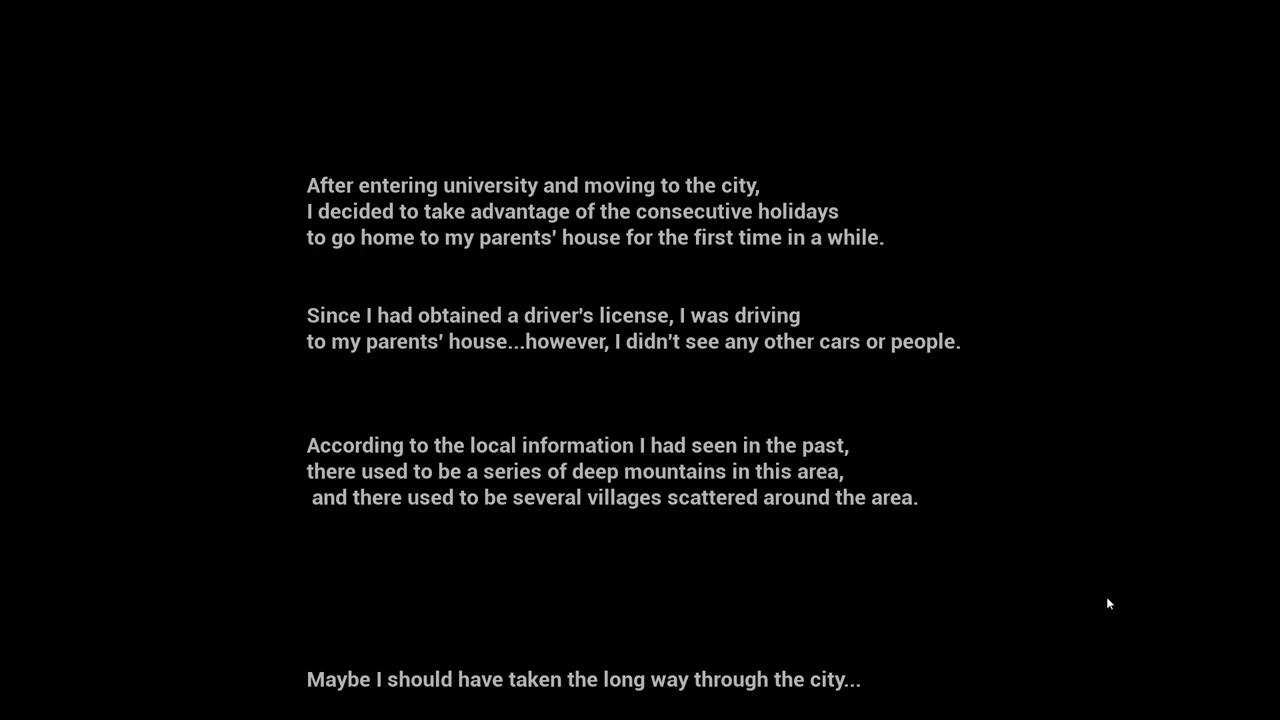 After entering university and moving to the city,
I decided to take advantage of the consecutive holidays
to go home to my parents' house for the first time in a while.
Since I had obtained a driver's license, I was driving
to my parents' house...however, I didn't see any other cars or people.
According to the local information I had seen in the past,
there used to be a series of deep mountains in this area,
and there used to be several villages scattered around the area.
Maybe I should have taken the long way through the city...